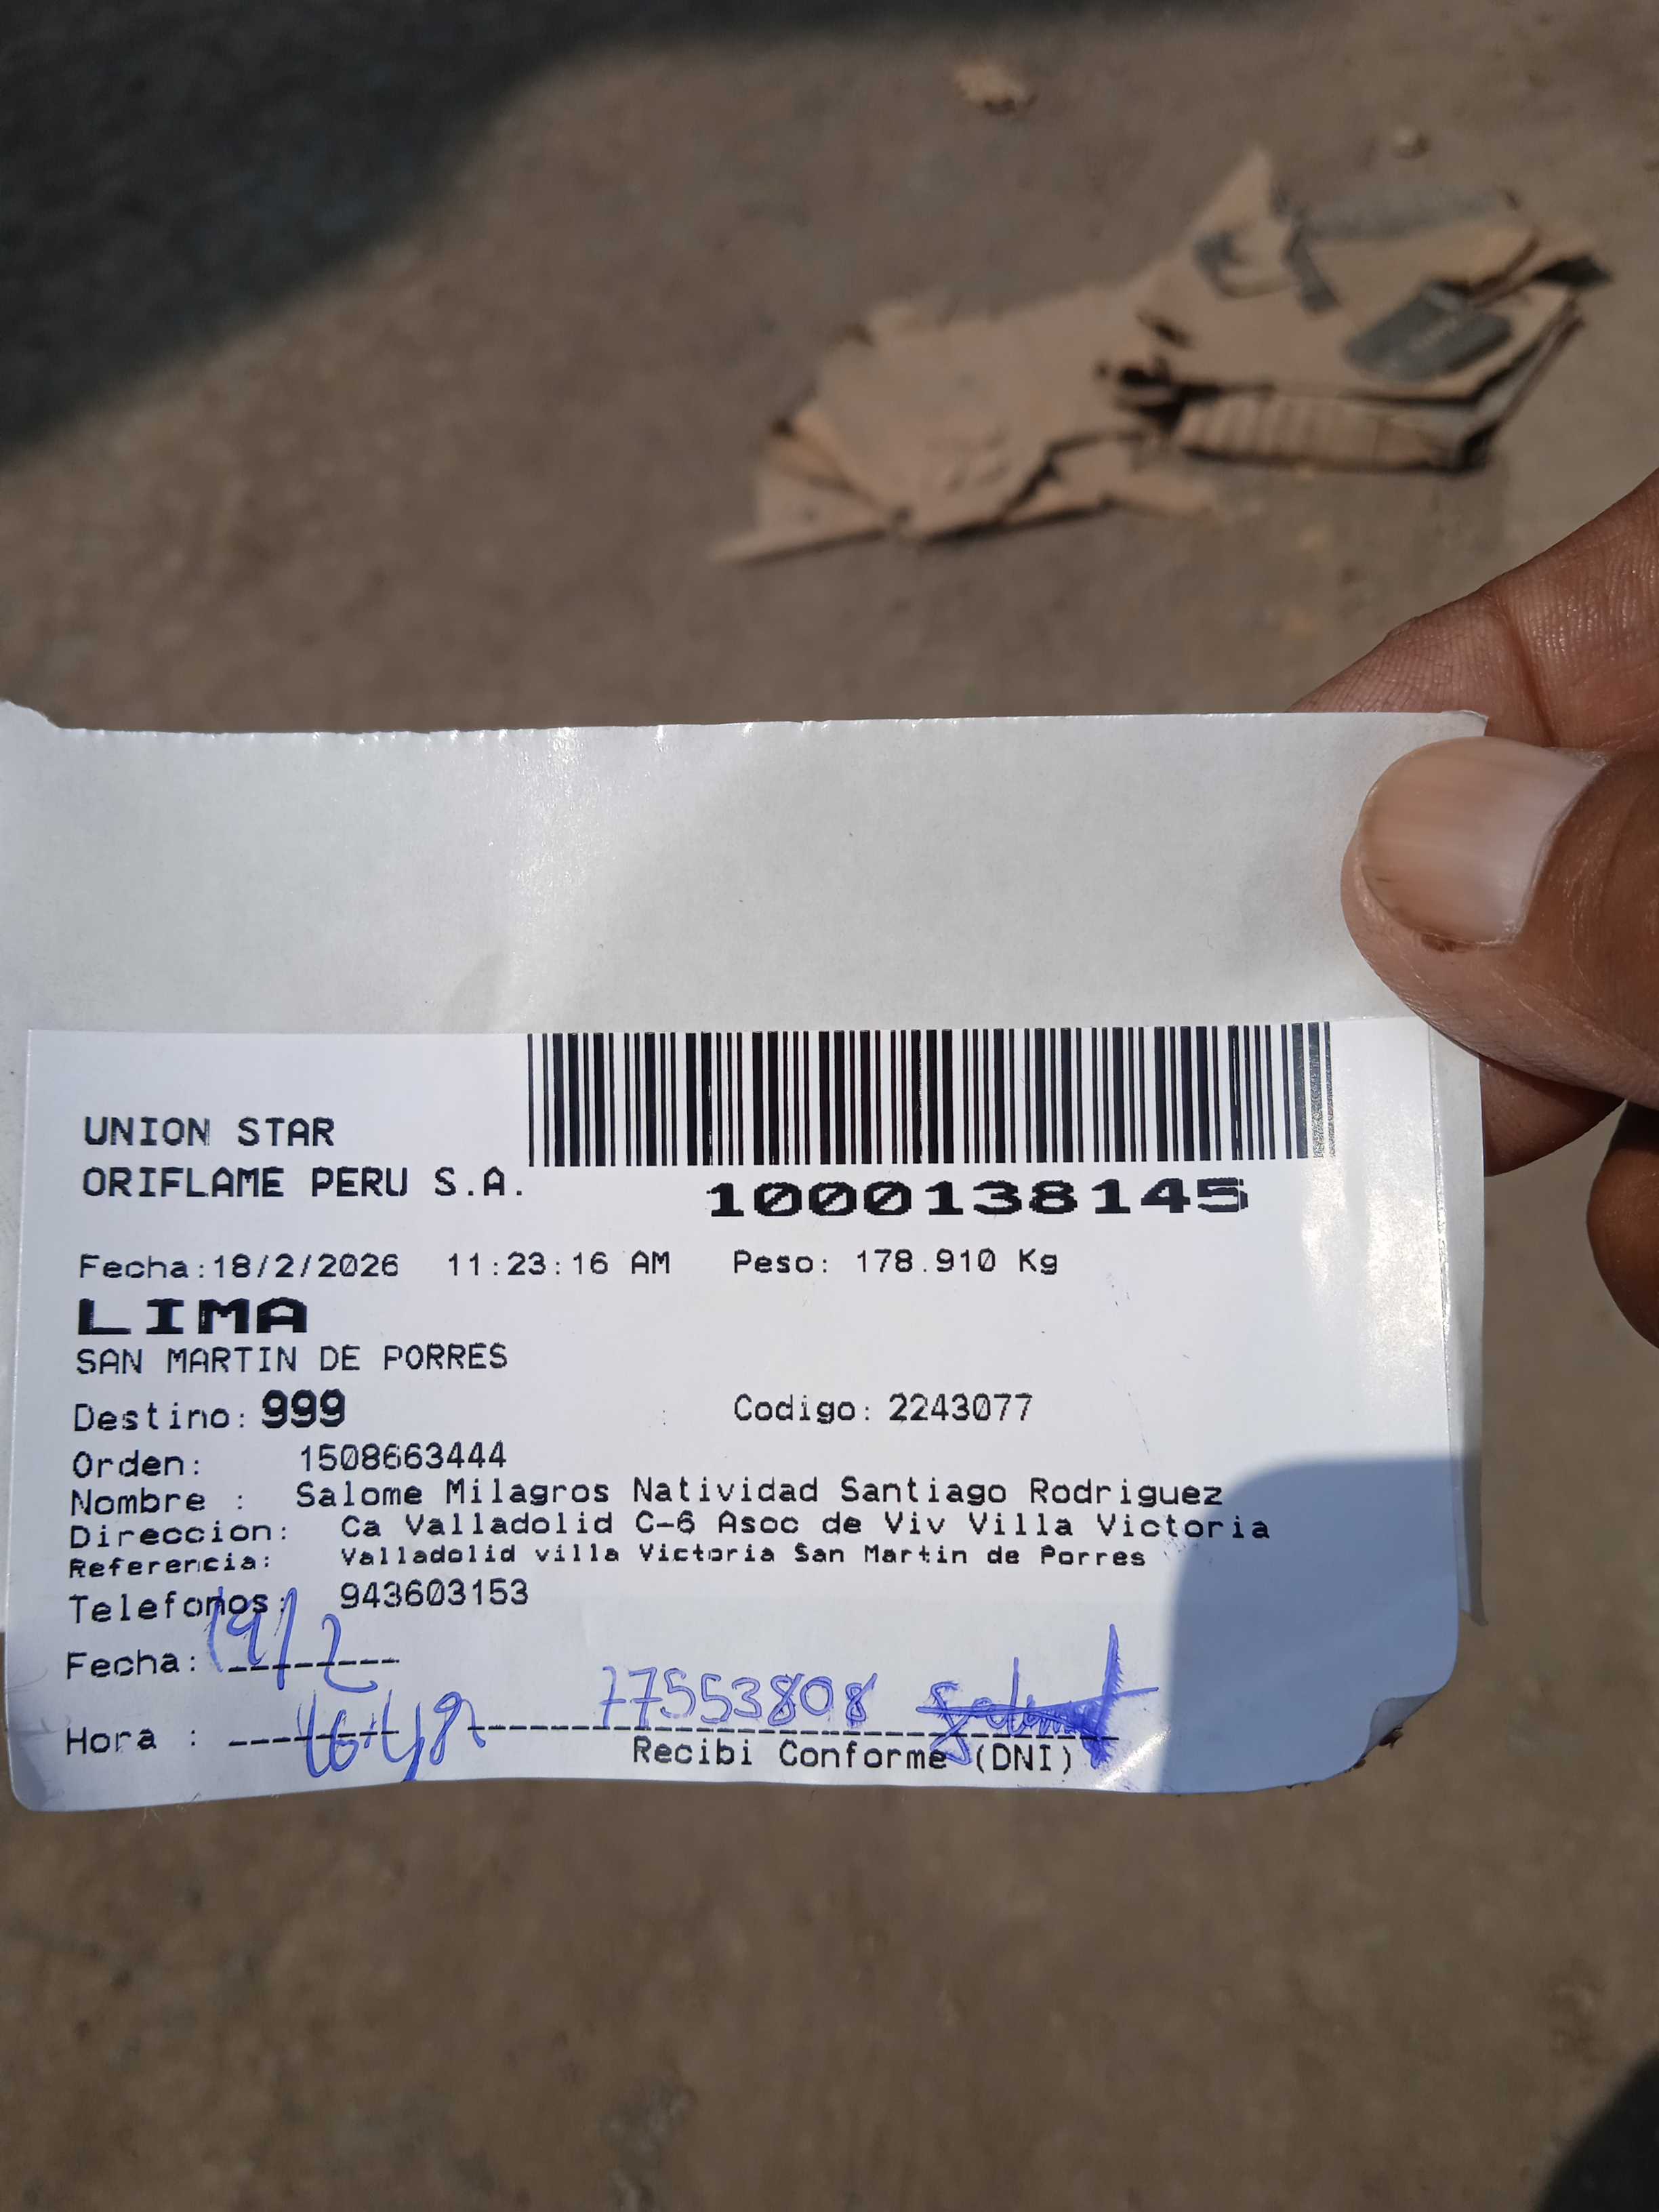 UNION STAR
ORIFLAME PERU S.A.
1000138145
Fecha:18/2/2026 11:23:16 AM Peso: 178.910 Kg
LIMA
SAN MARTIN DE PORRES
Destino: 999 Codigo: 2243077
Orden: 1508663444
Nombre : Salome Milagros Natividad Santiago Rodriguez
Direccion: Ca Valladolid C-6 Asoc de Viv Villa Victoria
Referencia: Valladolid villa Victoria San Martin de Porres
Telefonos: 943603153
Fecha: 19/2
77553808
Hora :
Recibi Conforme (DNI)